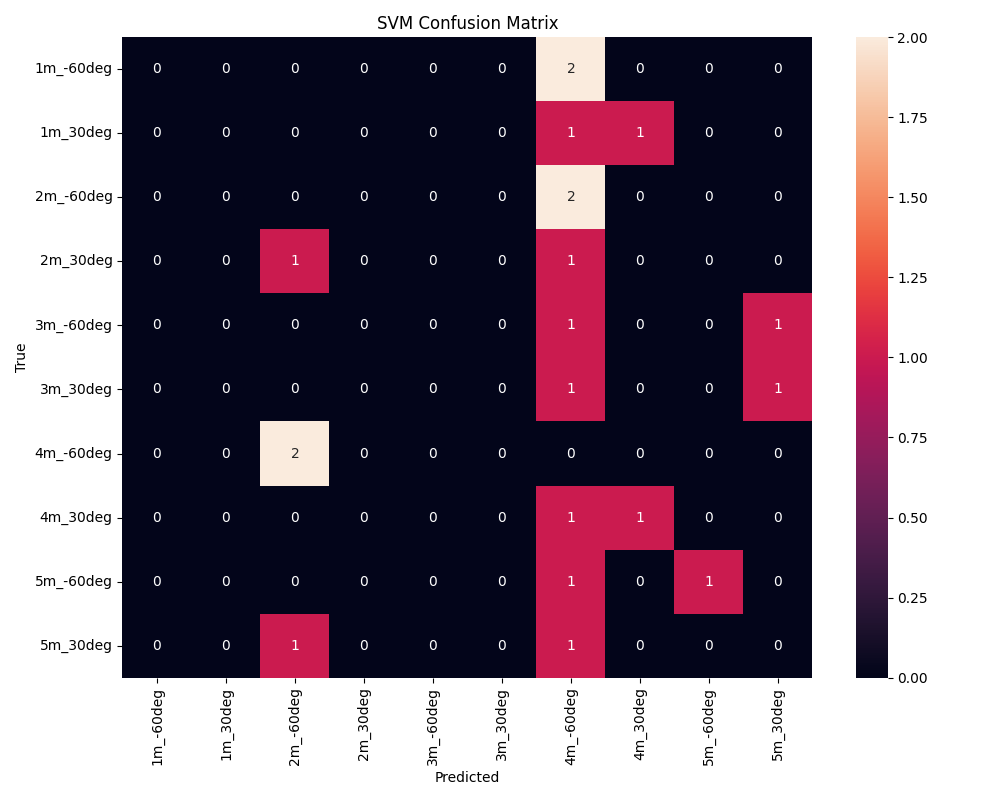 SVM Confusion Matrix
1m_-60deg 0 0 0 0 0 0 2 0 0 0
1m_30deg 0 0 0 0 0 0 1 1 0 0
2m_-60deg 0 0 0 0 0 0 2 0 0 0
2m_30deg 0 0 1 0 0 0 1 0 0 0
3m_-60deg 0 0 0 0 0 0 1 0 0 1
3m_30deg 0 0 0 0 0 0 1 0 0 1
4m_-60deg 0 0 2 0 0 0 0 0 0 0
4m_30deg 0 0 0 0 0 0 1 1 0 0
5m_-60deg 0 0 0 0 0 0 1 0 1 0
5m_30deg 0 0 1 0 0 0 1 0 0 0
True
1m_-60deg 1m_30deg 2m_-60deg 2m_30deg 3m_-60deg 3m_30deg 4m_-60deg 4m_30deg 5m_-60deg 5m_30deg
Predicted
2.00
1.75
1.50
1.25
1.00
0.75
0.50
0.25
0.00